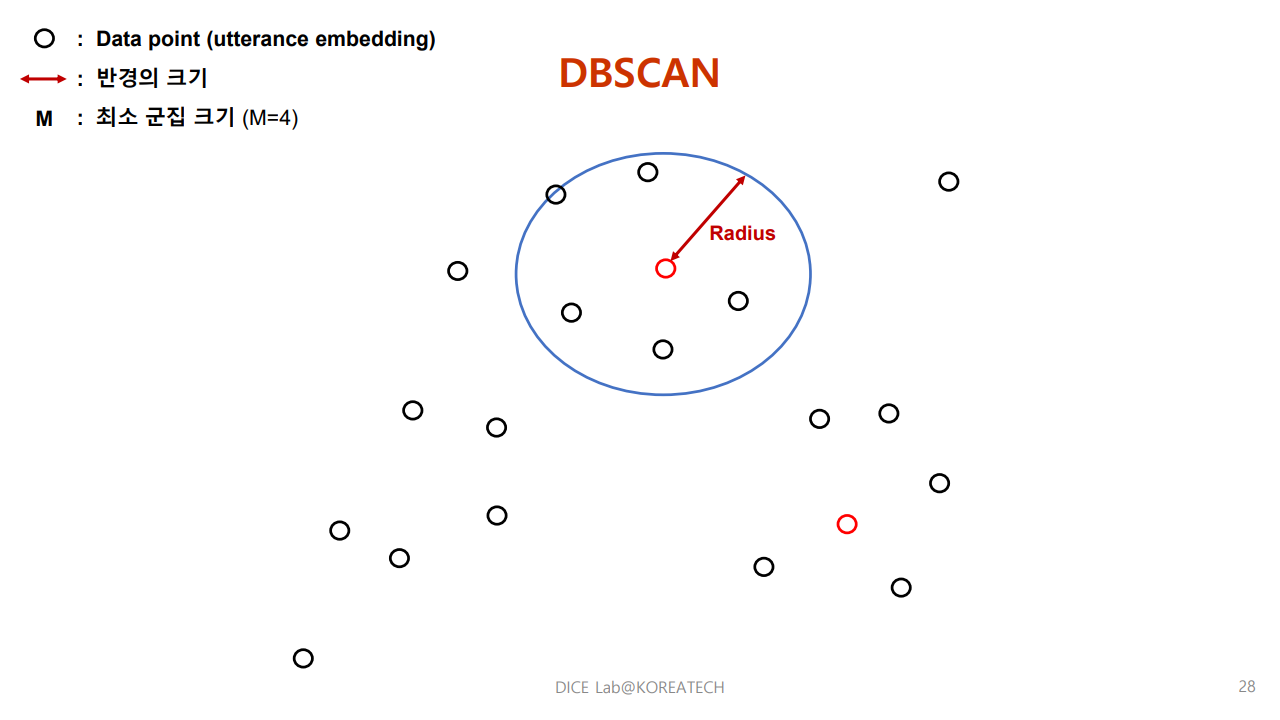 : Data point (utterance embedding)
: 반경의 크기
M : 최소 군집 크기 (M=4)
DBSCAN
Radius
DICE Lab@KOREATECH
28